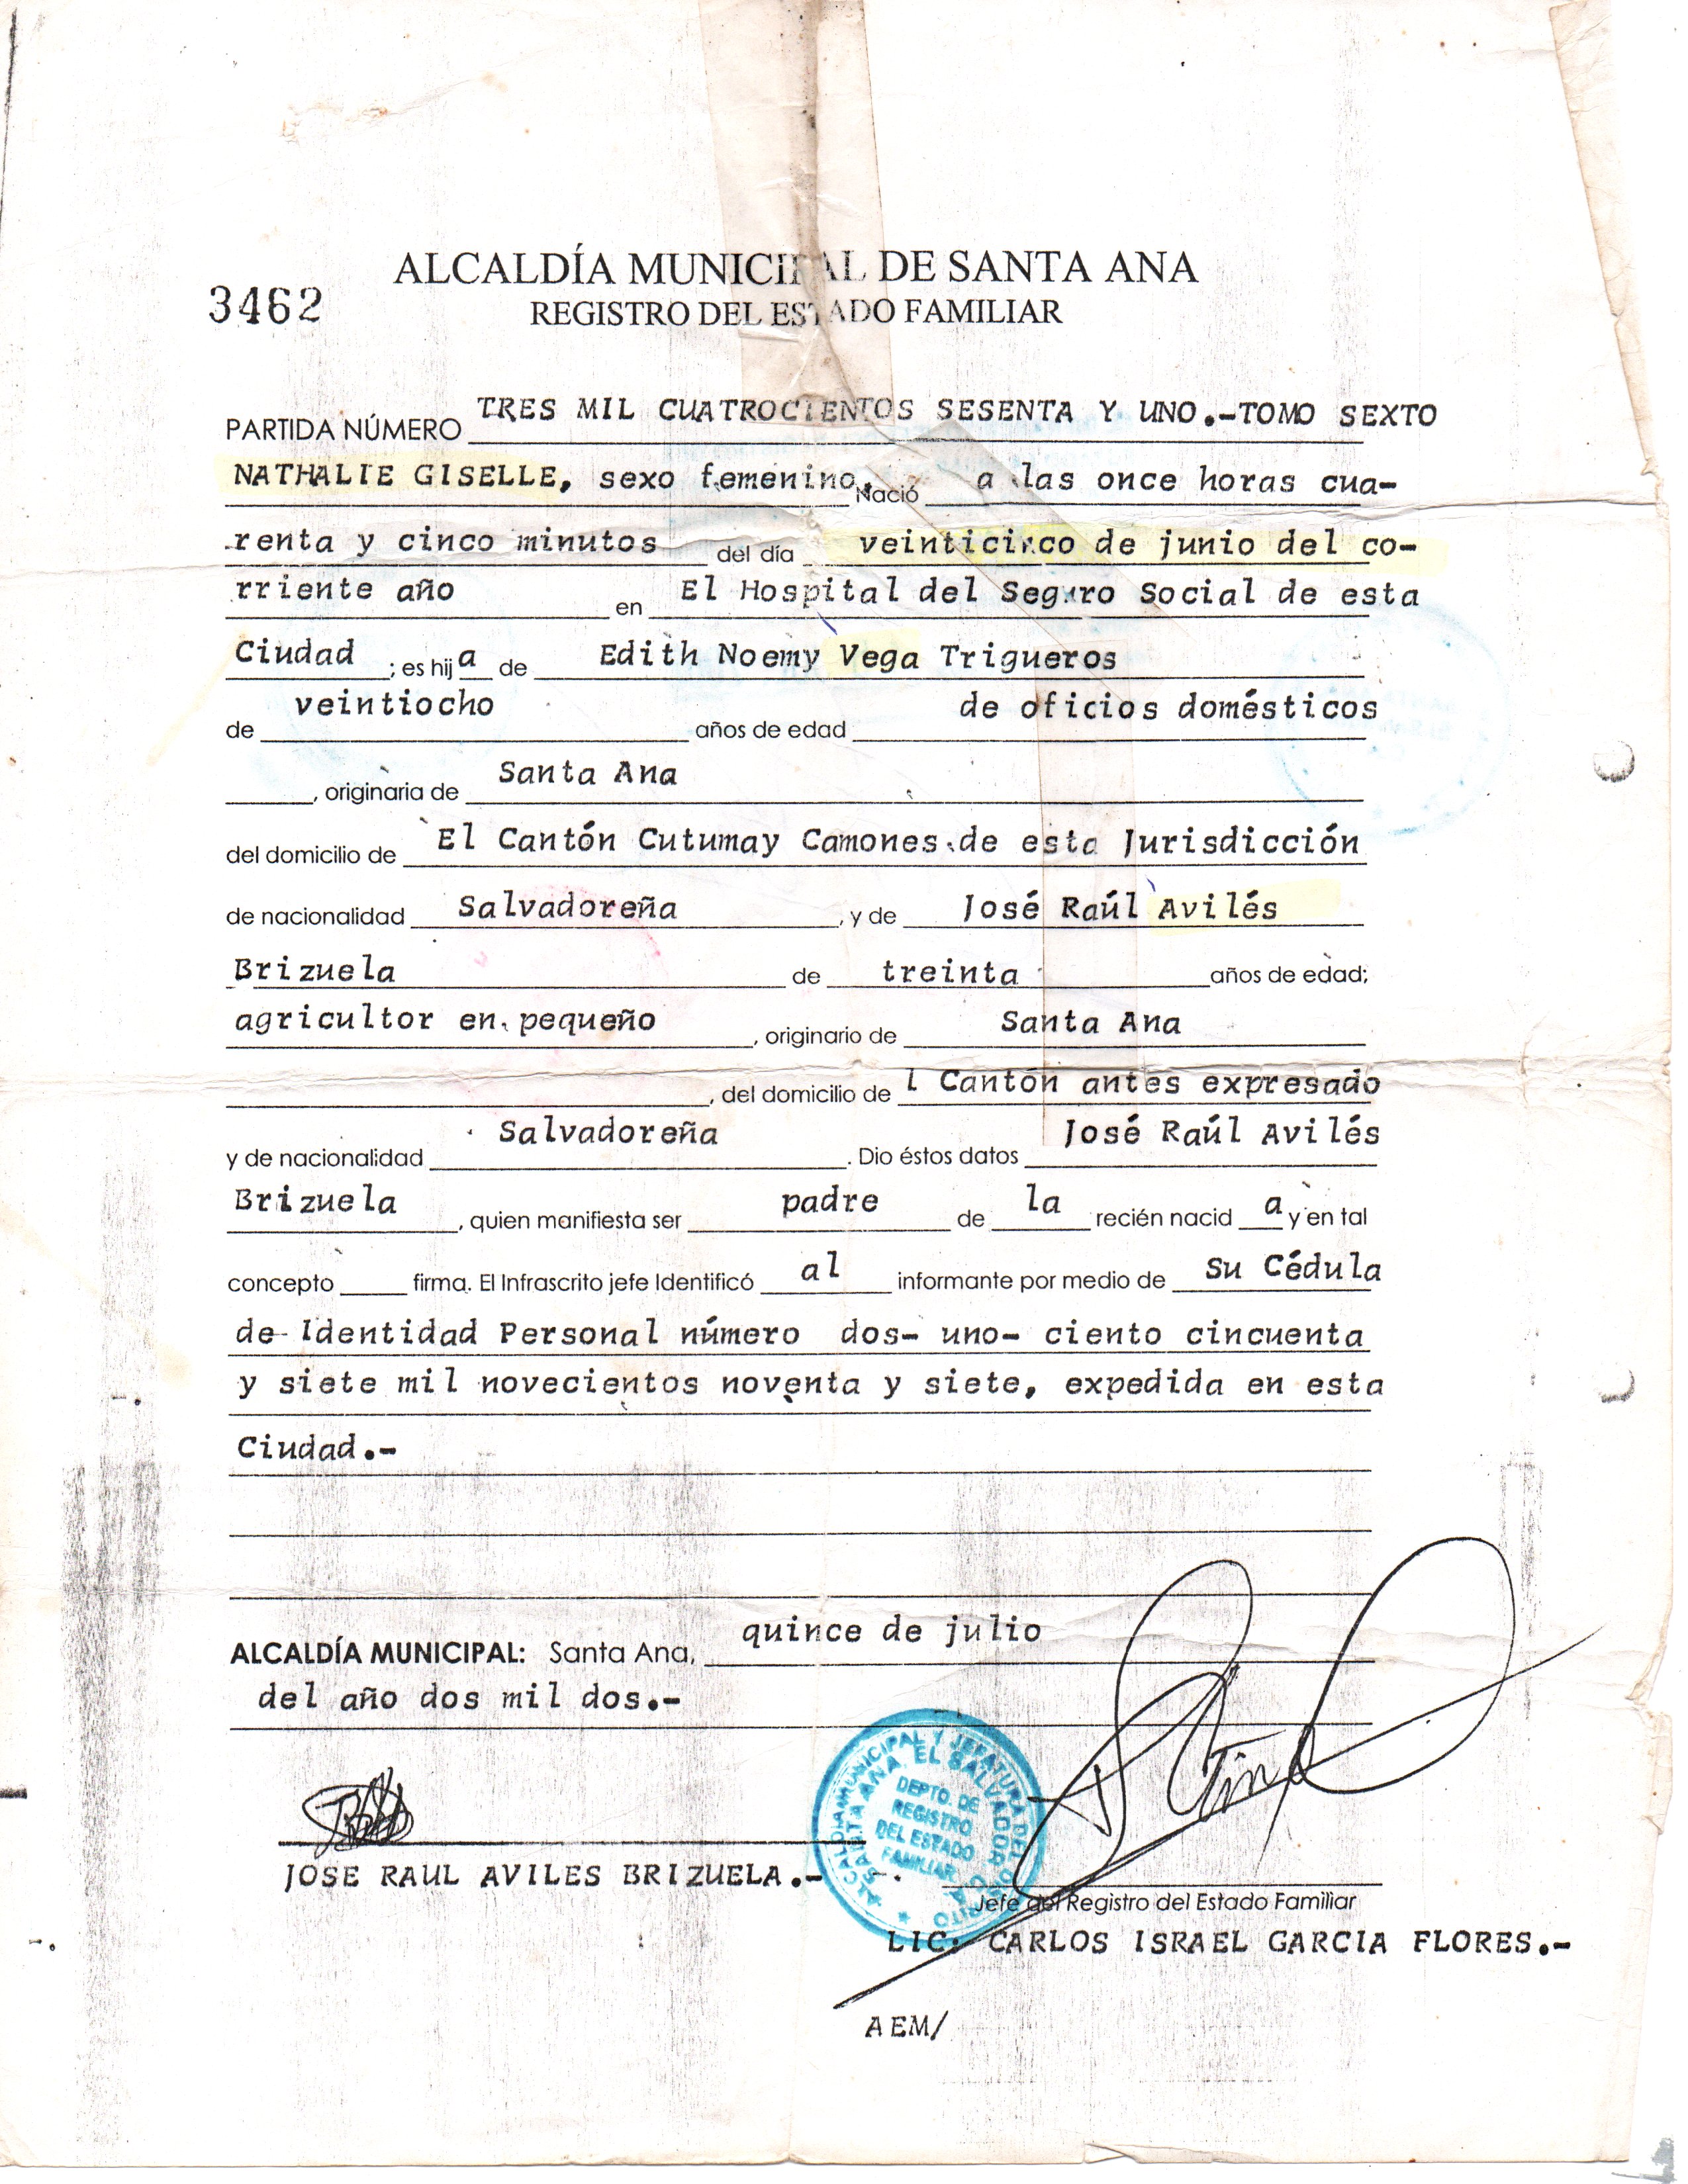 ALCALDÍA MUNICIPAL DE SANTA ANA
3462
REGISTRO DEL ESTADO FAMILIAR
PARTIDA NÚMERO TRES MIL CUATROCIENTOS SESENTA Y UNO.-TOMO SEXTO
NATHALIE GISELLE, sexo femenino, Nació a las once horas cua-
renta y cinco minutos del día veinticinco de junio del co-
rriente año en El Hospital del Seguro Social de esta
Ciudad ; es hij a de Edith Noemy Vega Trigueros
de veintiocho años de edad de oficios domésticos
, originaria de Santa Ana
del domicilio de El Cantón Cutumay Camones de esta Jurisdicción
de nacionalidad Salvadoreña , y de José Raúl Avilés
Brizuela de treinta años de edad;
agricultor en pequeño , originario de Santa Ana
, del domicilio de l Cantón antes expresado
y de nacionalidad Salvadoreña . Dio éstos datos José Raúl Avilés
Brizuela , quien manifiesta ser padre de la recién nacid a y en tal
concepto firma. El Infrascrito jefe Identificó al informante por medio de Su Cédula
de Identidad Personal número dos- uno- ciento cincuenta
y siete mil novecientos noventa y siete, expedida en esta
Ciudad.-
ALCALDÍA MUNICIPAL: Santa Ana, quince de julio
del año dos mil dos.-
ALCALDIA MUNICIPAL Y JEFATURA DEL DISTRITO
SANTA ANA, EL SALVADOR C.A.
DEPTO. DE
REGISTRO
DEL ESTADO
FAMILIAR
JOSE RAUL AVILES BRIZUELA.-
Jefe del Registro del Estado Familiar
LIC. CARLOS ISRAEL GARCIA FLORES.-
AEM/